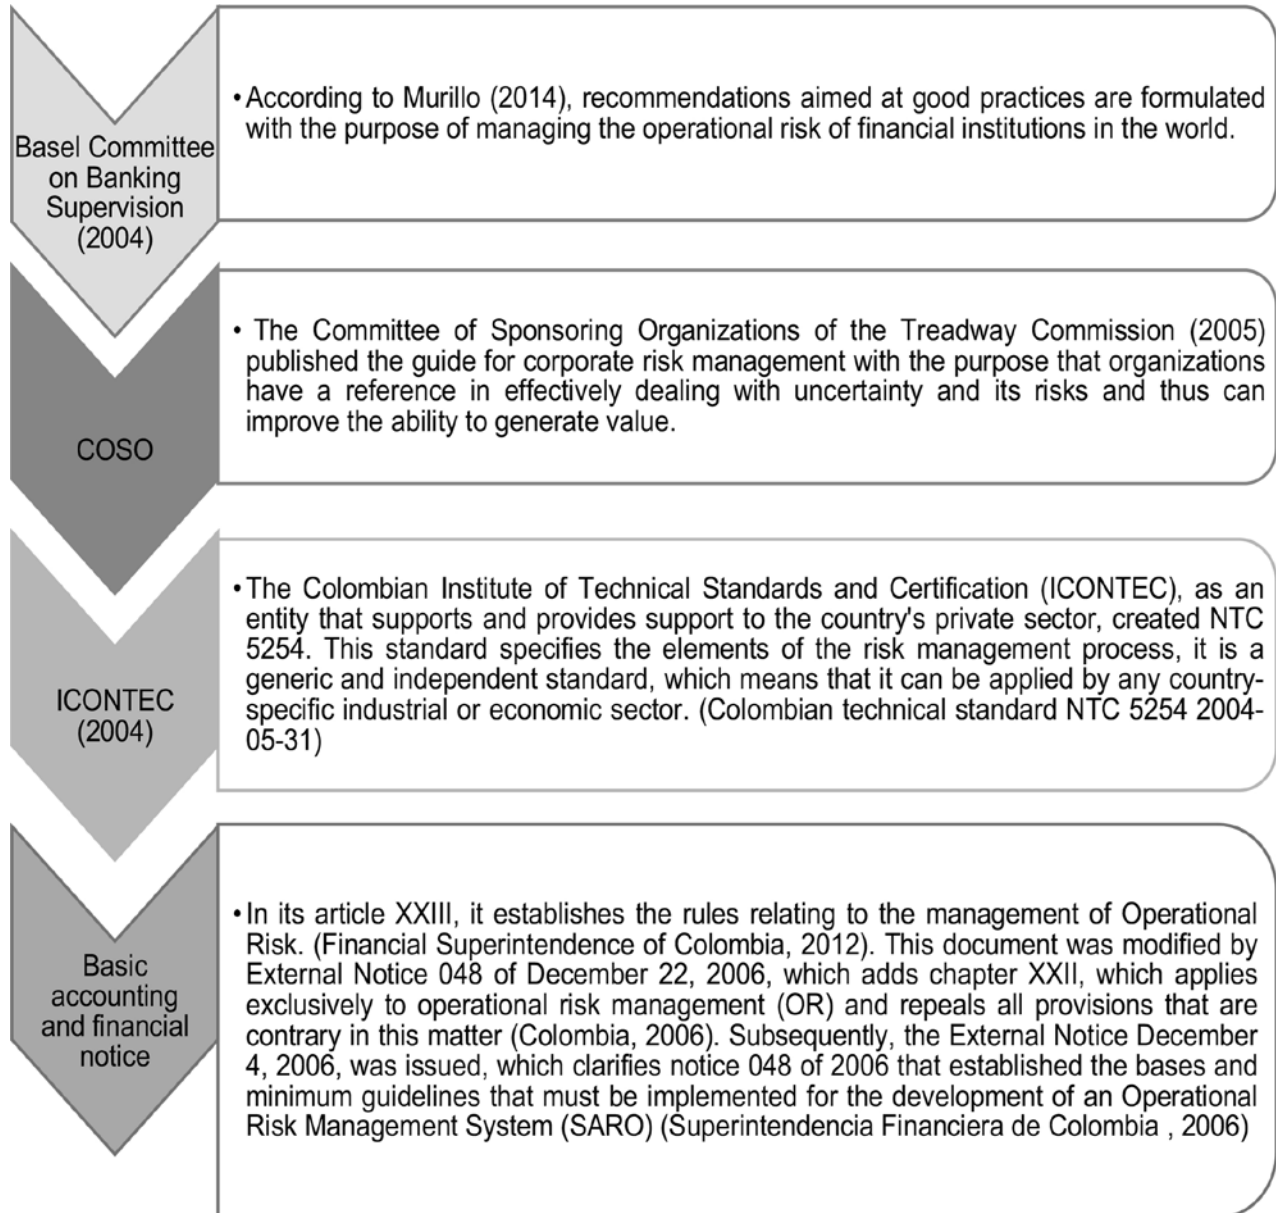 Basel Committee
on Banking
Supervision
(2004)
•According to Murillo (2014), recommendations aimed at good practices are formulated
with the purpose of managing the operational risk of financial institutions in the world.
COSO
• The Committee of Sponsoring Organizations of the Treadway Commission (2005)
published the guide for corporate risk management with the purpose that organizations
have a reference in effectively dealing with uncertainty and its risks and thus can
improve the ability to generate value.
ICONTEC
(2004)
•The Colombian Institute of Technical Standards and Certification (ICONTEC), as an
entity that supports and provides support to the country's private sector, created NTC
5254. This standard specifies the elements of the risk management process, it is a
generic and independent standard, which means that it can be applied by any country-
specific industrial or economic sector. (Colombian technical standard NTC 5254 2004-
05-31)
Basic
accounting
and financial
notice
•In its article XXIII, it establishes the rules relating to the management of Operational
Risk. (Financial Superintendence of Colombia, 2012). This document was modified by
External Notice 048 of December 22, 2006, which adds chapter XXII, which applies
exclusively to operational risk management (OR) and repeals all provisions that are
contrary in this matter (Colombia, 2006). Subsequently, the External Notice December
4, 2006, was issued, which clarifies notice 048 of 2006 that established the bases and
minimum guidelines that must be implemented for the development of an Operational
Risk Management System (SARO) (Superintendencia Financiera de Colombia , 2006)